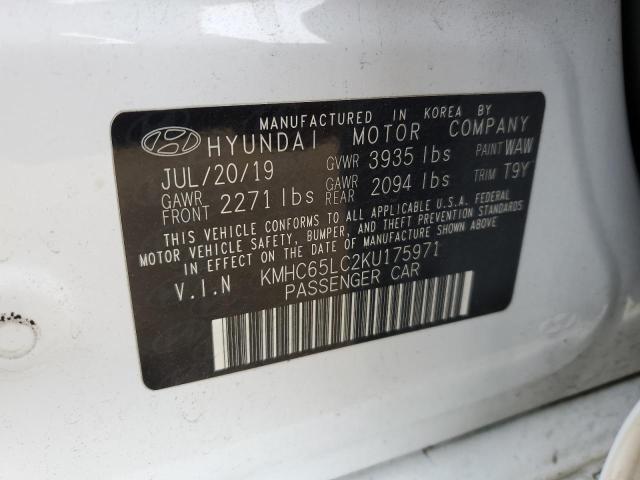 MANUFACTURED IN KOREA BY
HYUNDAI MOTOR COMPANY
JUL/20/19 GVWR 3935 lbs PAINT WAW
GAWR FRONT 2271 lbs GAWR REAR 2094 lbs TRIM T9Y
THIS VEHICLE CONFORMS TO ALL APPLICABLE U.S.A. FEDERAL
MOTOR VEHICLE SAFETY, BUMPER, AND THEFT PREVENTION STANDARDS
IN EFFECT ON THE DATE OF MANUFACTURE SHOWN ABOVE.
V.I.N KMHC65LC2KU175971
PASSENGER CAR